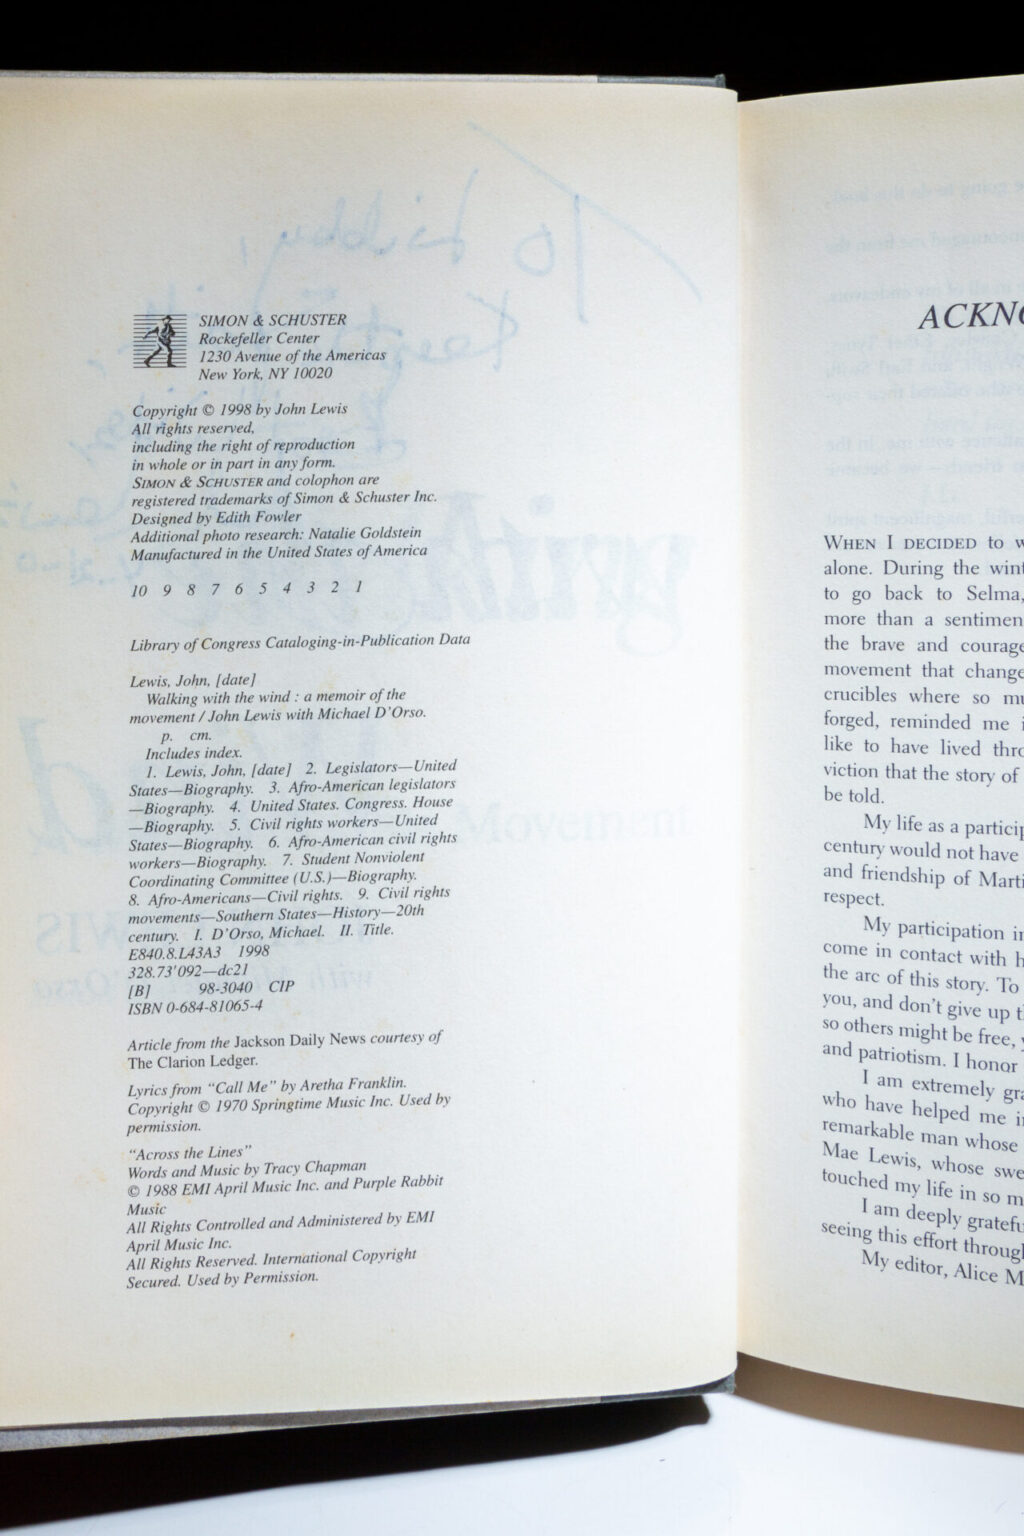 SIMON & SCHUSTER
Rockefeller Center
1230 Avenue of the Americas
New York, NY 10020
Copyright © 1998 by John Lewis
All rights reserved,
including the right of reproduction
in whole or in part in any form.
SIMON & SCHUSTER and colophon are
registered trademarks of Simon & Schuster Inc.
Designed by Edith Fowler
Additional photo research: Natalie Goldstein
Manufactured in the United States of America
10 9 8 7 6 5 4 3 2 1
Library of Congress Cataloging-in-Publication Data
Lewis, John, [date]
Walking with the wind : a memoir of the
movement / John Lewis with Michael D'Orso.
p. cm.
Includes index.
1. Lewis, John, [date] 2. Legislators—United
States—Biography. 3. Afro-American legislators
—Biography. 4. United States. Congress. House
—Biography. 5. Civil rights workers—United
States—Biography. 6. Afro-American civil rights
workers—Biography. 7. Student Nonviolent
Coordinating Committee (U.S.)—Biography.
8. Afro-Americans—Civil rights. 9. Civil rights
movements—Southern States—History—20th
century. I. D'Orso, Michael. II. Title.
E840.8.L43A3 1998
328.73'092—dc21
[B] 98-3040 CIP
ISBN 0-684-81065-4
Article from the Jackson Daily News courtesy of
The Clarion Ledger.
Lyrics from "Call Me" by Aretha Franklin.
Copyright © 1970 Springtime Music Inc. Used by
permission.
"Across the Lines"
Words and Music by Tracy Chapman
© 1988 EMI April Music Inc. and Purple Rabbit
Music
All Rights Controlled and Administered by EMI
April Music Inc.
All Rights Reserved. International Copyright
Secured. Used by Permission.
ACKNO
WHEN I DECIDED to w
alone. During the wint
to go back to Selma,
more than a sentimen
the brave and courage
movement that change
crucibles where so mu
forged, reminded me i
like to have lived thro
viction that the story of
be told.
My life as a particip
century would not have
and friendship of Marti
respect.
My participation in
come in contact with h
the arc of this story. To
you, and don't give up t
so others might be free, y
and patriotism. I honor
I am extremely gra
who have helped me in
remarkable man whose
Mae Lewis, whose swe
touched my life in so m
I am deeply gratefu
seeing this effort through
My editor, Alice M